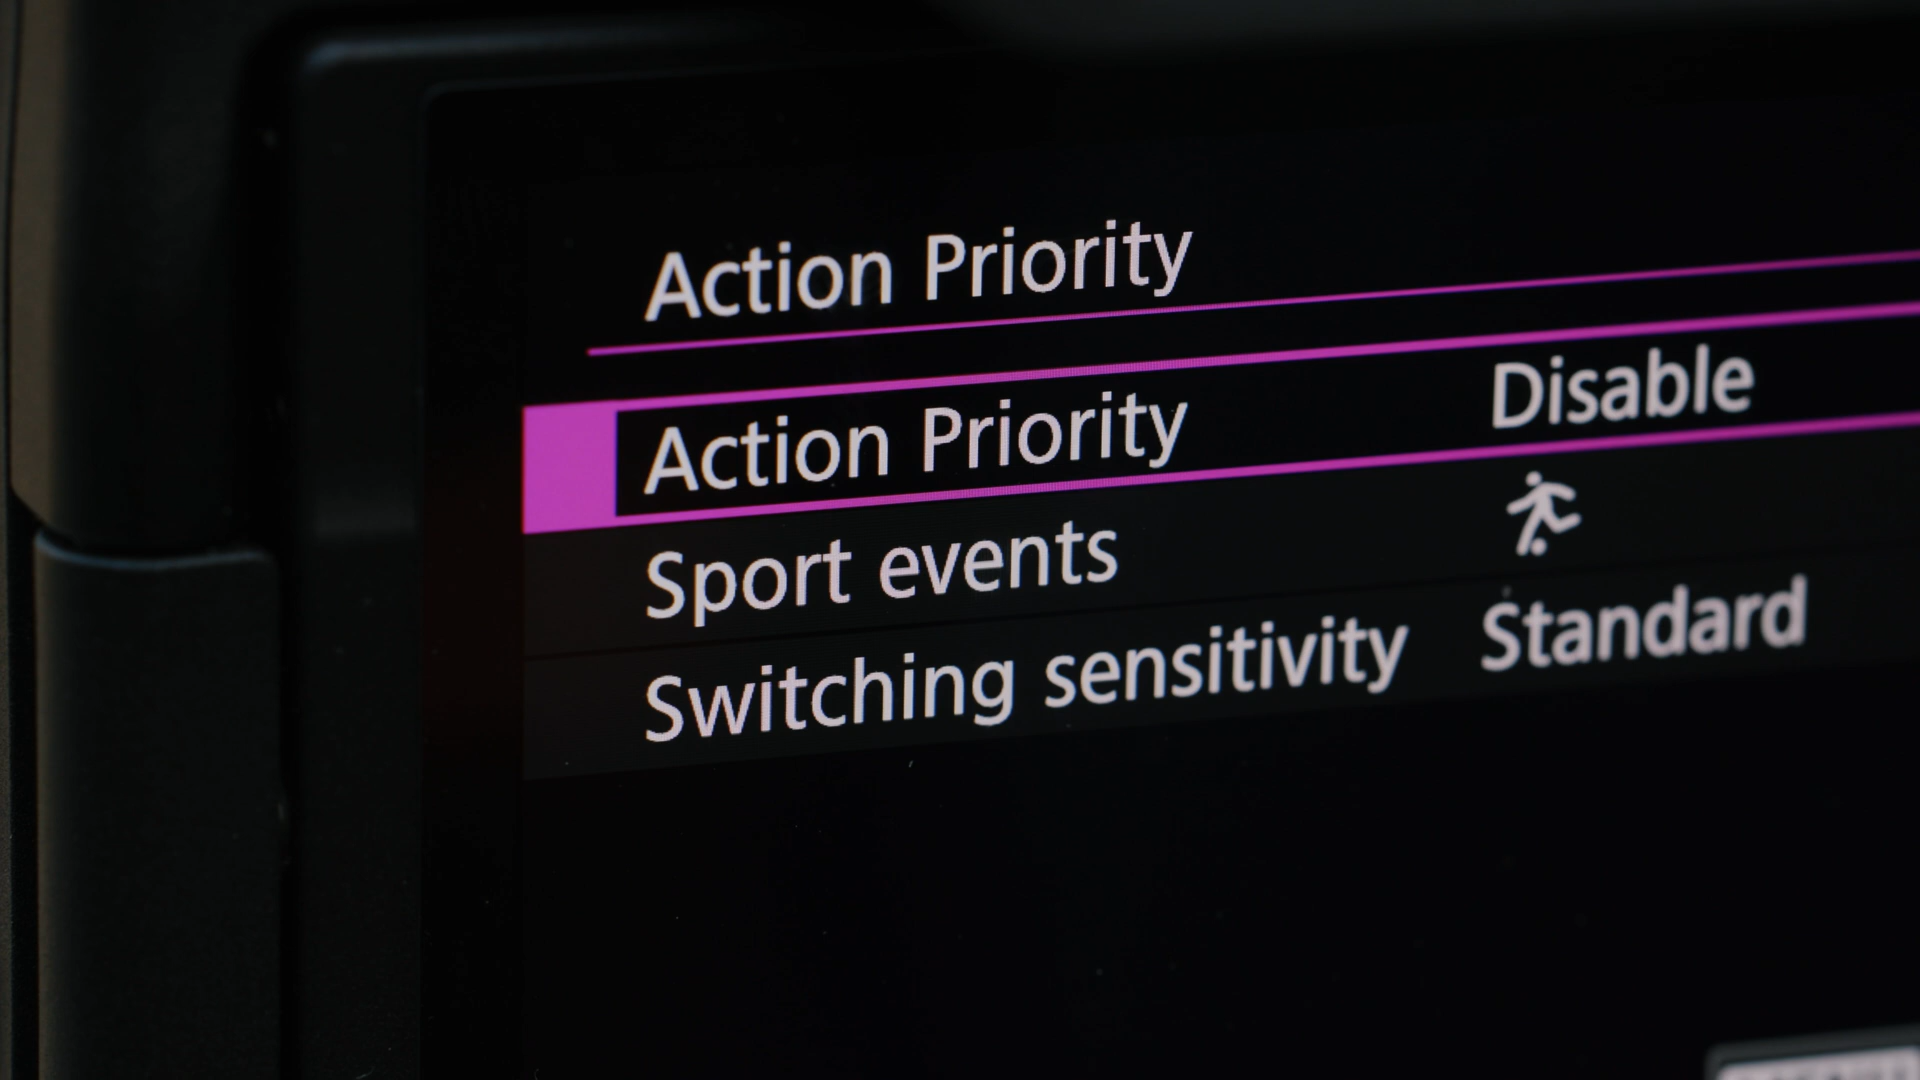 Action Priority
Action Priority Disable
Sport events
Switching sensitivity Standard